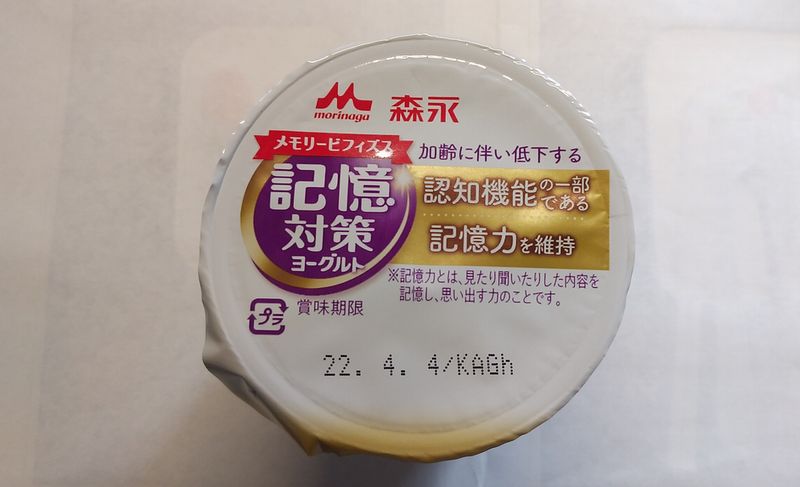 morinaga
森永
メモリービフィズス
記憶
対策
ヨーグルト
加齢に伴い低下する
認知機能の一部
である
記憶力を維持
※記憶力とは、見たり聞いたりした内容を
記憶し、思い出す力のことです。
プラ
賞味期限
22. 4. 4/KAGh